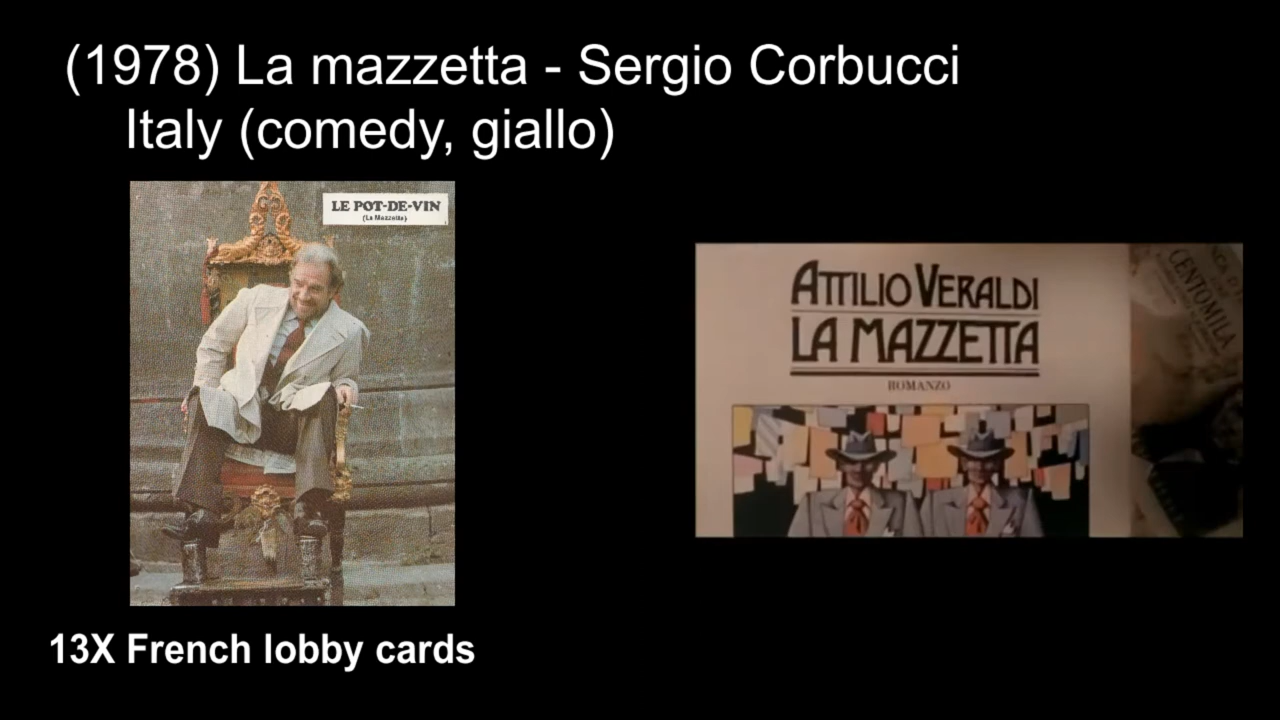 (1978) La mazzetta - Sergio Corbucci
Italy (comedy, giallo)
LE POT-DE-VIN
(La Mazzetta)
ATTILIO VERALDI
LA MAZZETTA
ROMANZO
CENTOMILA
13X French lobby cards